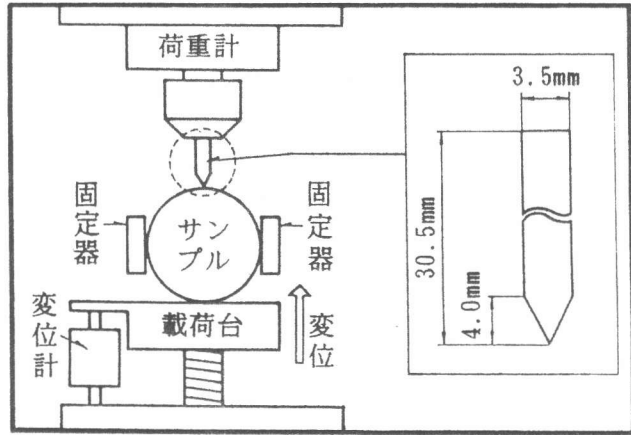 荷重計
3.5mm
30.5mm
4.0mm
固定器
サンプル
固定器
変位計
載荷台
変位